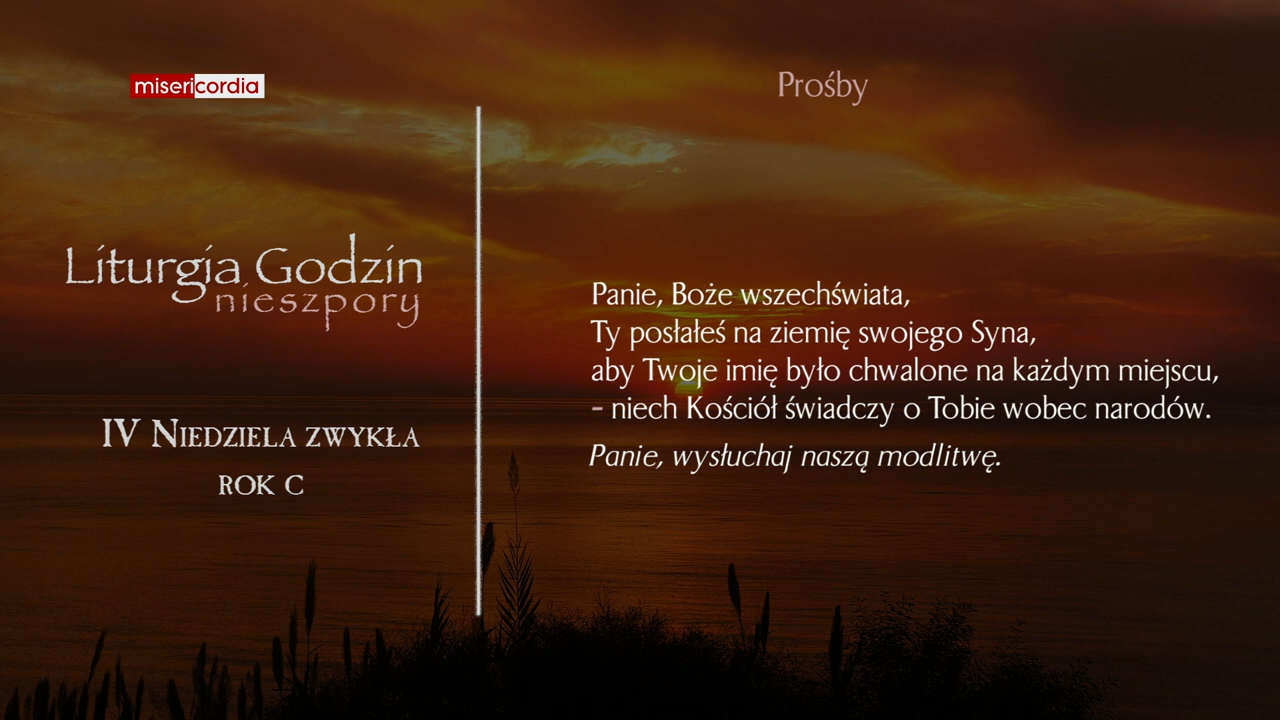 misericordia
Prośby
Liturgia Godzin
nieszpory
IV Niedziela zwykła
rok C
Panie, Boże wszechświata,
Ty posłałeś na ziemię swojego Syna,
aby Twoje imię było chwalone na każdym miejscu,
- niech Kościół świadczy o Tobie wobec narodów.
Panie, wysłuchaj naszą modlitwę.